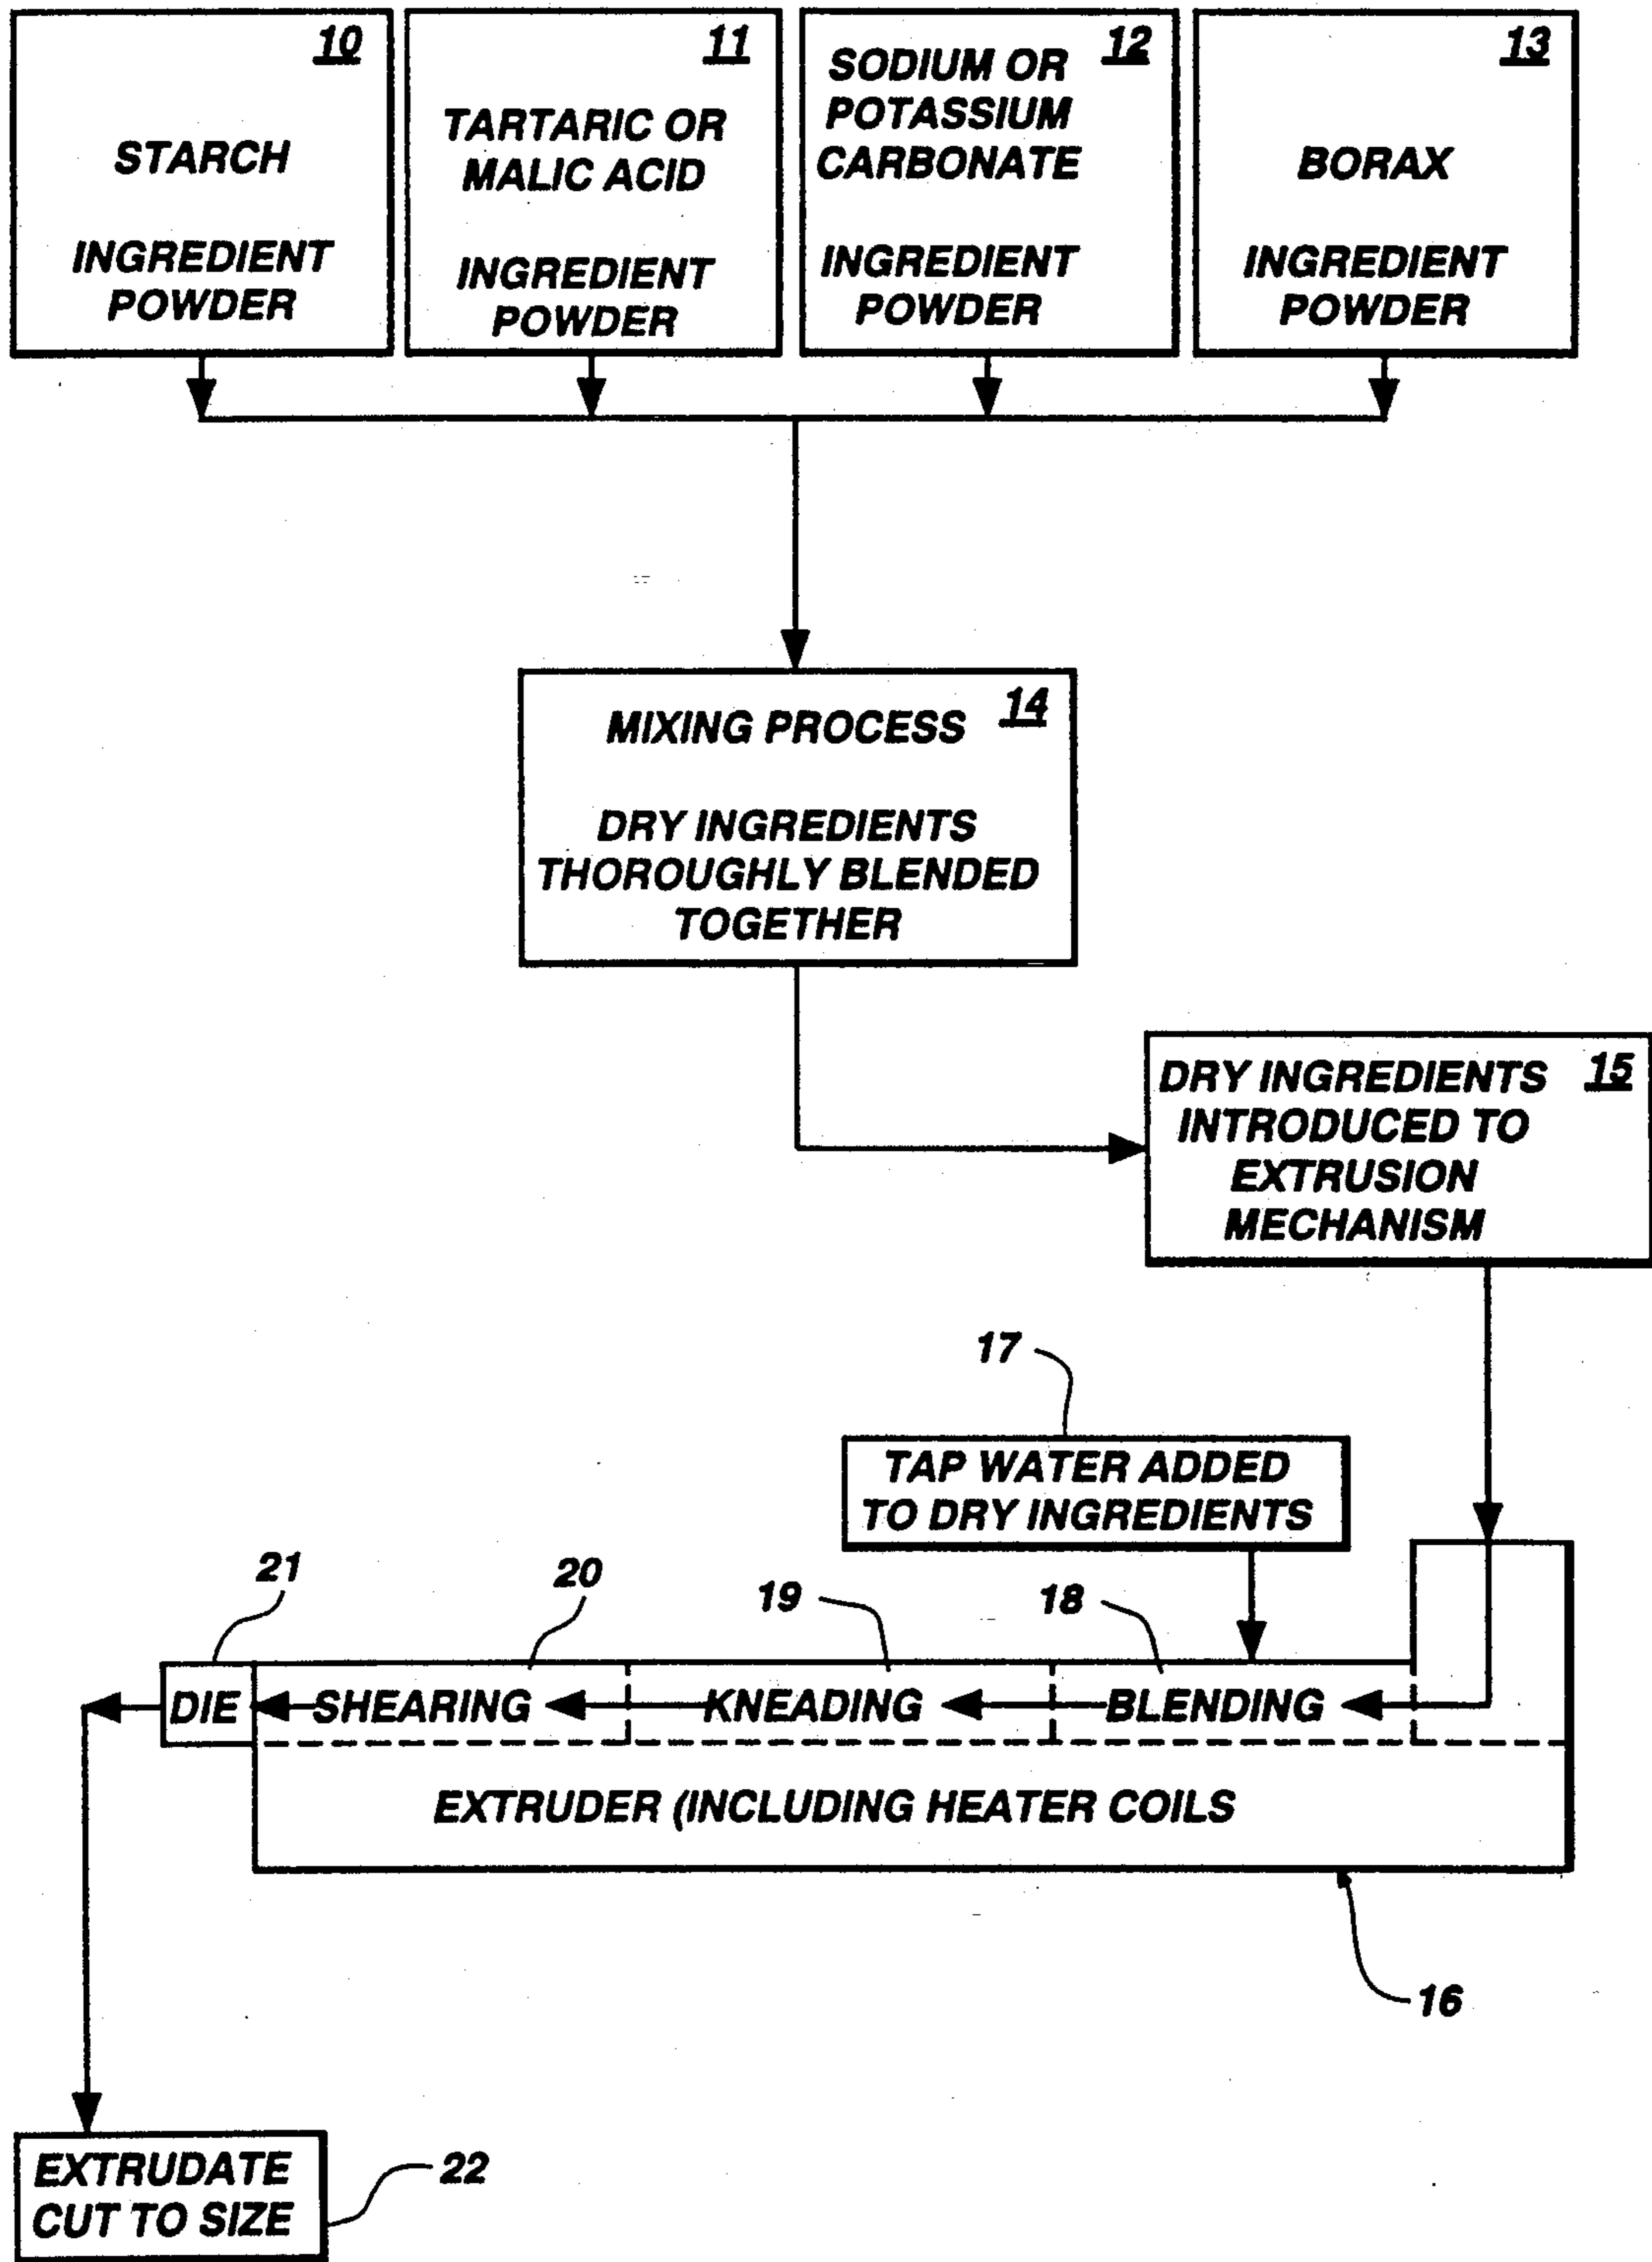 10
STARCH
INGREDIENT
POWDER
11
TARTARIC OR
MALIC ACID
INGREDIENT
POWDER
12
SODIUM OR
POTASSIUM
CARBONATE
INGREDIENT
POWDER
13
BORAX
INGREDIENT
POWDER
14
MIXING PROCESS
DRY INGREDIENTS
THOROUGHLY BLENDED
TOGETHER
15
DRY INGREDIENTS
INTRODUCED TO
EXTRUSION
MECHANISM
17
TAP WATER ADDED
TO DRY INGREDIENTS
21
20
19
18
DIE
SHEARING
KNEADING
BLENDING
EXTRUDER (INCLUDING HEATER COILS
16
EXTRUDATE
CUT TO SIZE
22